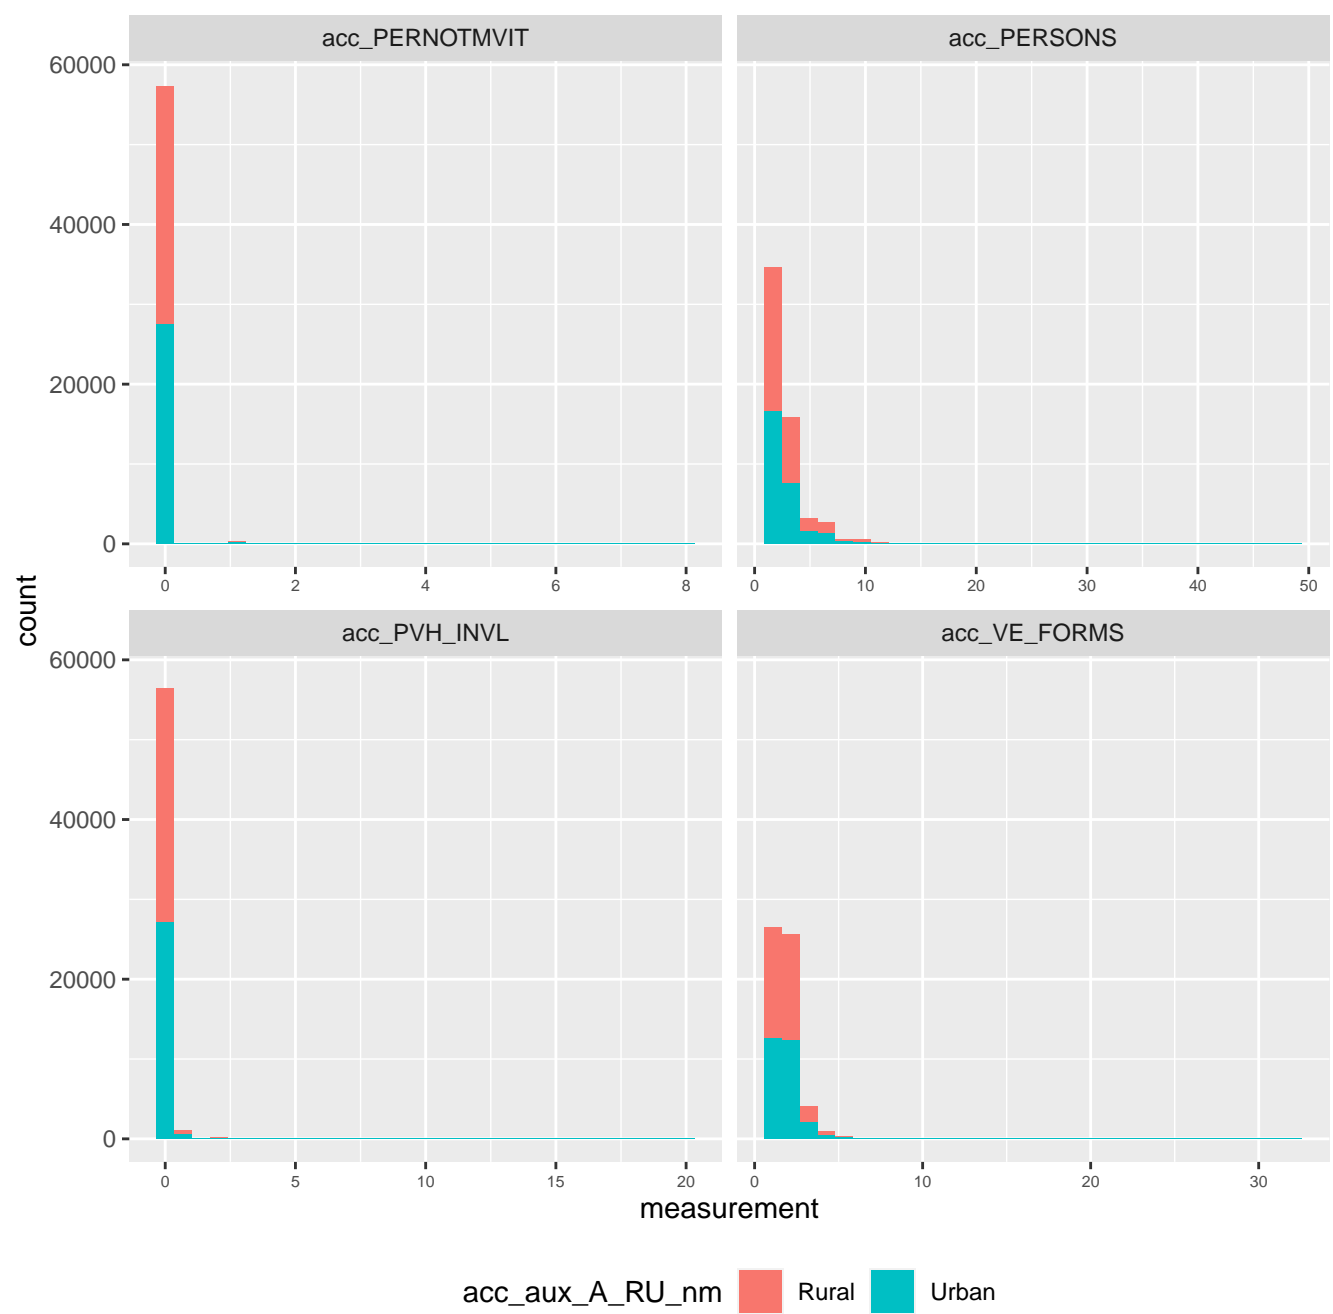 acc_PERNOTMVIT
acc_PERSONS
60000
40000
20000
0
0 2 4 6 8
0 10 20 30 40 50
count
acc_PVH_INVL
acc_VE_FORMS
60000
40000
20000
0
0 5 10 15 20
0 10 20 30
measurement
acc_aux_A_RU_nm Rural Urban